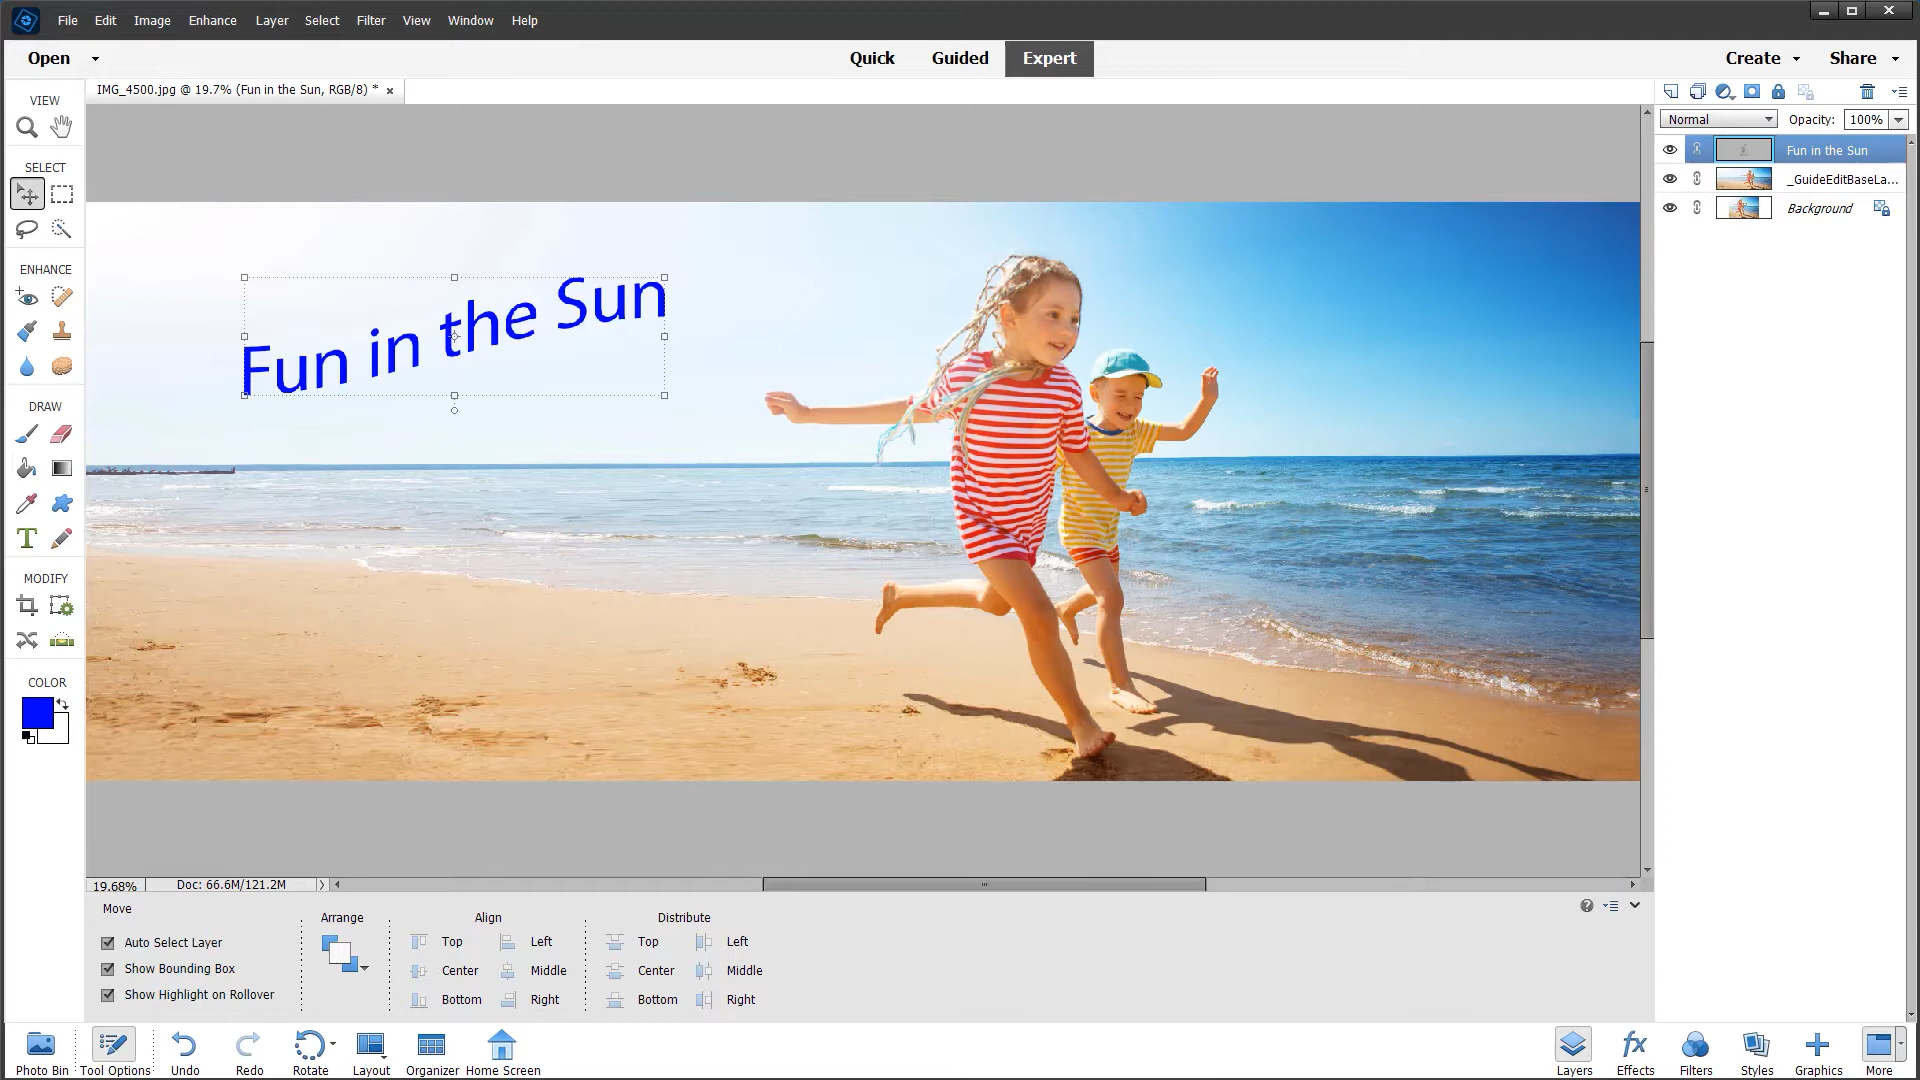 File Edit Image Enhance Layer Select Filter View Window Help
Open Quick Guided Expert Create Share
VIEW
IMG_4500.jpg @ 19.7% (Fun in the Sun, RGB/8) * ×
Normal Opacity: 100%
Fun in the Sun
_GuideEditBaseLa...
Background
SELECT
ENHANCE
DRAW
MODIFY
COLOR
Fun in the Sun
19.68% Doc: 66.6M/121.2M
Move
Auto Select Layer
Show Bounding Box
Show Highlight on Rollover
Arrange
Align
Top Left
Center Middle
Bottom Right
Distribute
Top Left
Center Middle
Bottom Right
Photo Bin Tool Options Undo Redo Rotate Layout Organizer Home Screen
fx
Layers Effects Filters Styles Graphics More